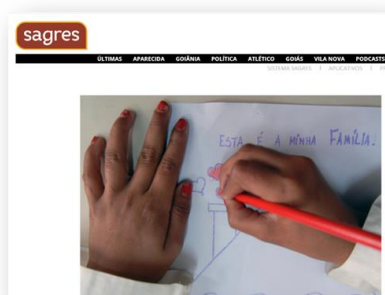 sagres
ÚLTIMAS APARECIDA GOIÂNIA POLÍTICA ATLÉTICO GOIÁS VILA NOVA PODCASTS
SISTEMA SAGRES | APLICATIVOS |
ESTA É A MINHA FAMÍLIA.